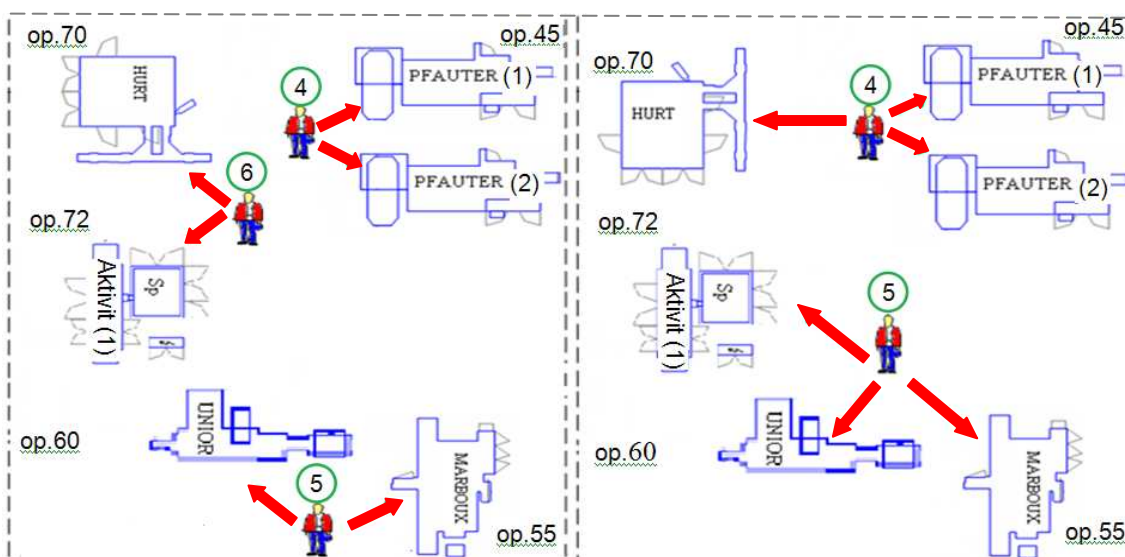 op.70
op.45
HURT
PFAUTER (1)
4
PFAUTER (2)
6
op.72
Aktivit (1)
Sp
UNIOR
op.60
MARBOUX
5
op.55
op.45
op.70
PFAUTER (1)
4
HURT
PFAUTER (2)
op.72
Aktivit (1)
Sp
5
UNIOR
op.60
MARBOUX
op.55